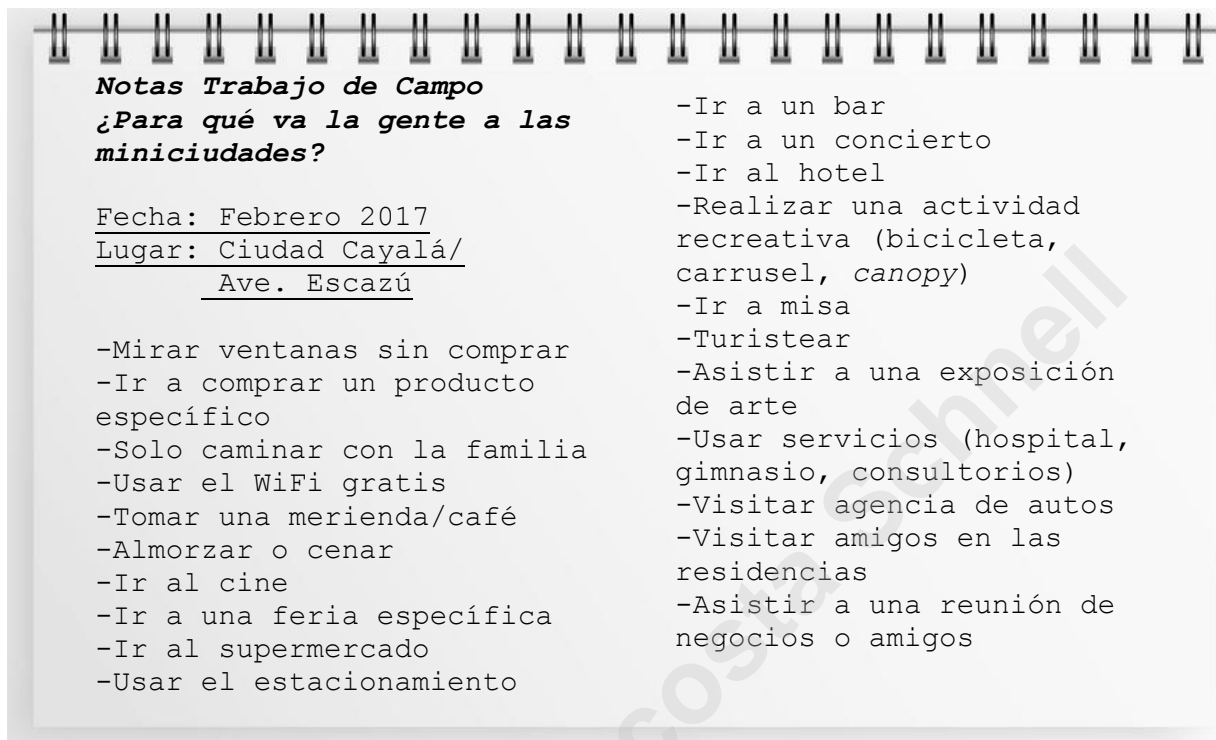 Notas Trabajo de Campo
¿Para qué va la gente a las
miniciudades?
Fecha: Febrero 2017
Lugar: Ciudad Cayalá/
Ave. Escazú
-Mirar ventanas sin comprar
-Ir a comprar un producto
específico
-Solo caminar con la familia
-Usar el WiFi gratis
-Tomar una merienda/café
-Almorzar o cenar
-Ir al cine
-Ir a una feria específica
-Ir al supermercado
-Usar el estacionamiento
-Ir a un bar
-Ir a un concierto
-Ir al hotel
-Realizar una actividad
recreativa (bicicleta,
carrusel, canopy)
-Ir a misa
-Turistear
-Asistir a una exposición
de arte
-Usar servicios (hospital,
gimnasio, consultorios)
-Visitar agencia de autos
-Visitar amigos en las
residencias
-Asistir a una reunión de
negocios o amigos
costa Schnell